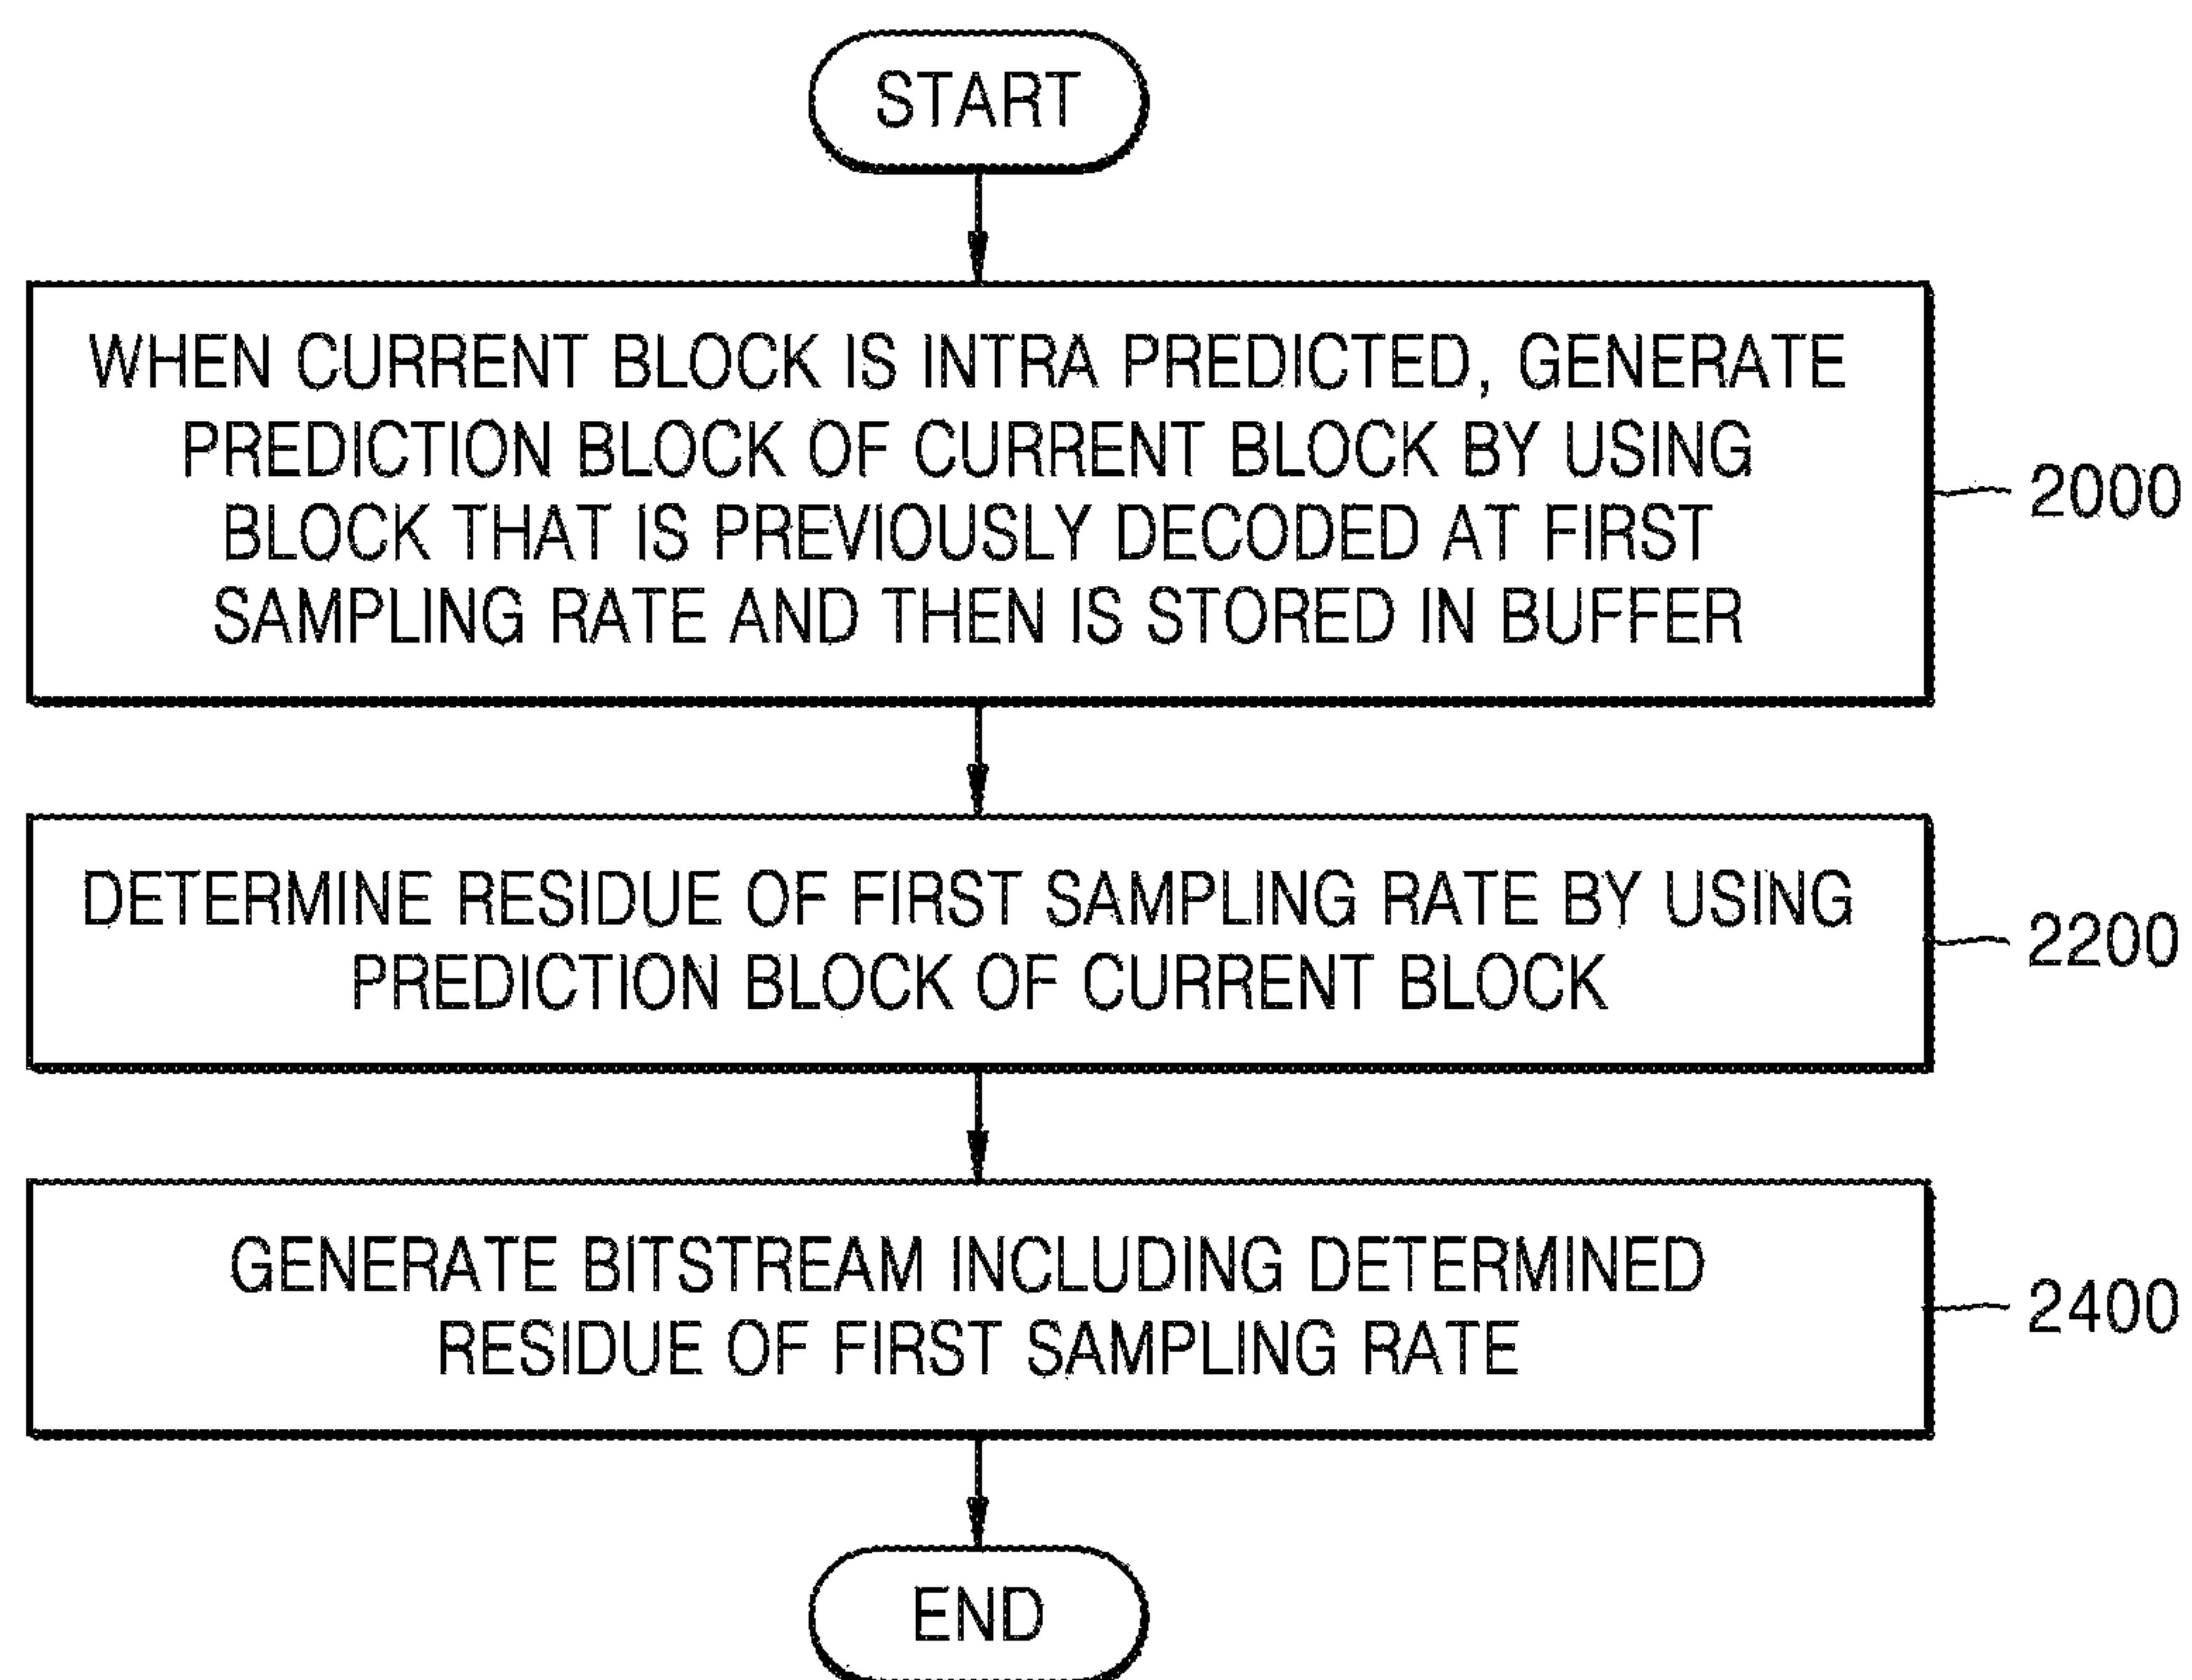 START
WHEN CURRENT BLOCK IS INTRA PREDICTED, GENERATE
PREDICTION BLOCK OF CURRENT BLOCK BY USING
BLOCK THAT IS PREVIOUSLY DECODED AT FIRST
SAMPLING RATE AND THEN IS STORED IN BUFFER
2000
DETERMINE RESIDUE OF FIRST SAMPLING RATE BY USING
PREDICTION BLOCK OF CURRENT BLOCK
2200
GENERATE BITSTREAM INCLUDING DETERMINED
RESIDUE OF FIRST SAMPLING RATE
2400
END